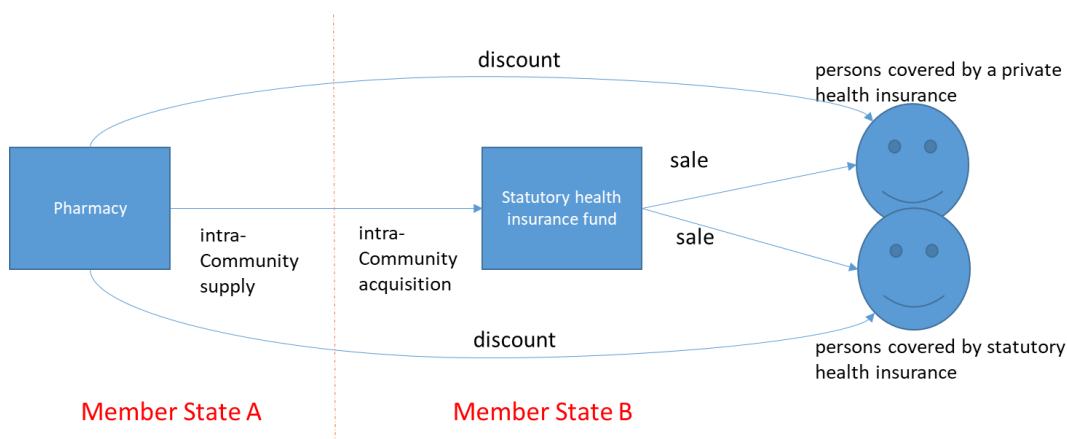 discount
persons covered by a private
health insurance
sale
Pharmacy
Statutory health
insurance fund
intra-
Community
supply
intra-
Community
acquisition
sale
discount
persons covered by statutory
health insurance
Member State A
Member State B